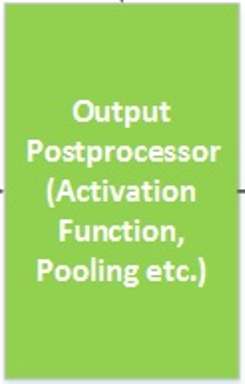 Output
Postprocessor
(Activation
Function,
Pooling etc.)